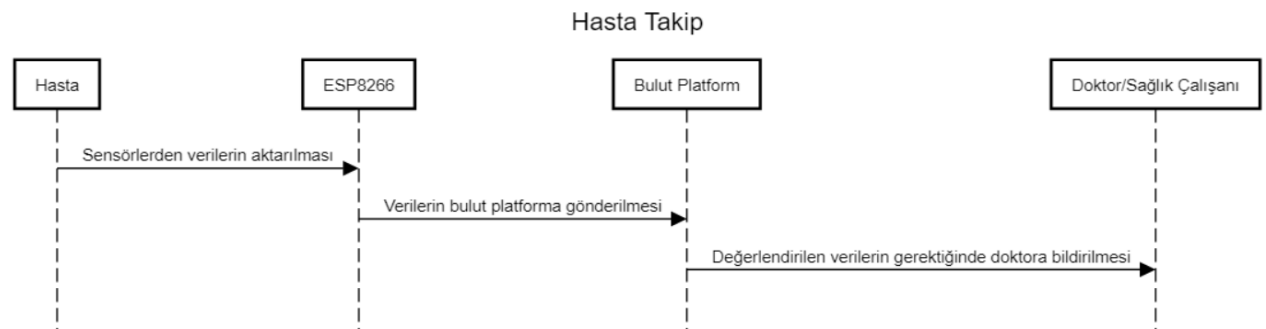 Hasta Takip
Hasta
ESP8266
Bulut Platform
Doktor/Sağlık Çalışanı
Sensörlerden verilerin aktarılması
Verilerin bulut platforma gönderilmesi
Değerlendirilen verilerin gerektiğinde doktora bildirilmesi